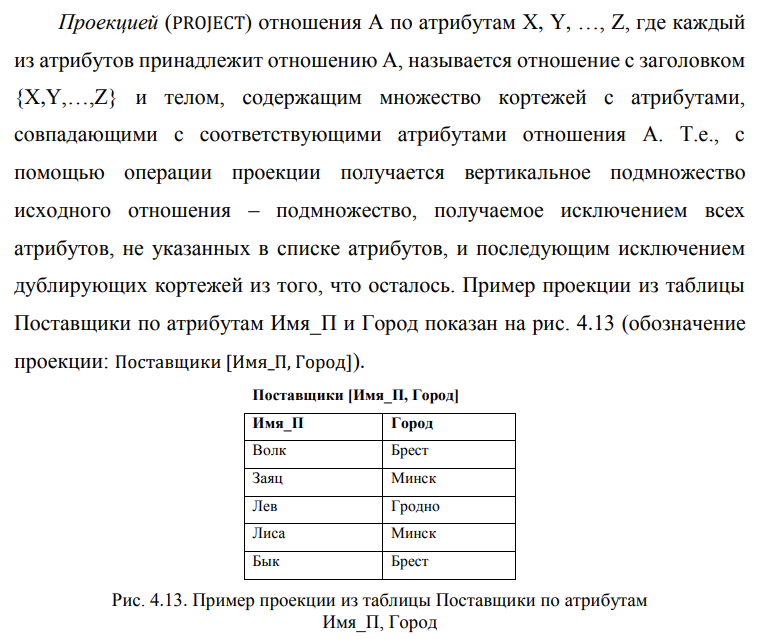 Проекцией (PROJECT) отношения A по атрибутам X, Y, …, Z, где каждый
из атрибутов принадлежит отношению A, называется отношение с заголовком
{X,Y,…,Z} и телом, содержащим множество кортежей с атрибутами,
совпадающими с соответствующими атрибутами отношения A. Т.е., с
помощью операции проекции получается вертикальное подмножество
исходного отношения – подмножество, получаемое исключением всех
атрибутов, не указанных в списке атрибутов, и последующим исключением
дублирующих кортежей из того, что осталось. Пример проекции из таблицы
Поставщики по атрибутам Имя_П и Город показан на рис. 4.13 (обозначение
проекции: Поставщики [Имя_П, Город]).
Поставщики [Имя_П, Город]
Имя_П Город
Волк Брест
Заяц Минск
Лев Гродно
Лиса Минск
Бык Брест
Рис. 4.13. Пример проекции из таблицы Поставщики по атрибутам
Имя_П, Город